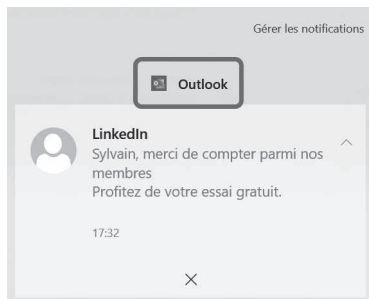 Gérer les notifications
Outlook
LinkedIn
Sylvain, merci de compter parmi nos
membres
Profitez de votre essai gratuit.
17:32